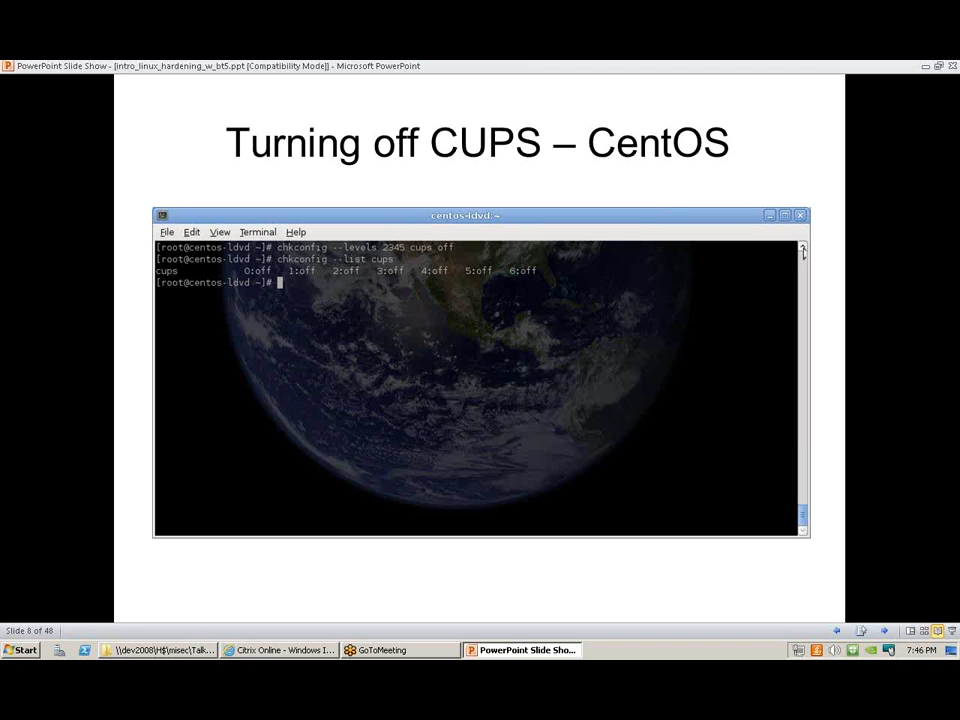 PowerPoint Slide Show - [intro_linux_hardening_w_bt5.ppt [Compatibility Mode]] - Microsoft PowerPoint
Turning off CUPS – CentOS
centos-ldvd:~
File Edit View Terminal Help
[root@centos-ldvd ~]# chkconfig --levels 2345 cups off
[root@centos-ldvd ~]# chkconfig --list cups
cups 0:off 1:off 2:off 3:off 4:off 5:off 6:off
[root@centos-ldvd ~]#
Slide 8 of 48
Start \\dev2008\H$\misec\Talk... Citrix Online - Windows I... GoToMeeting PowerPoint Slide Sho... 7:46 PM